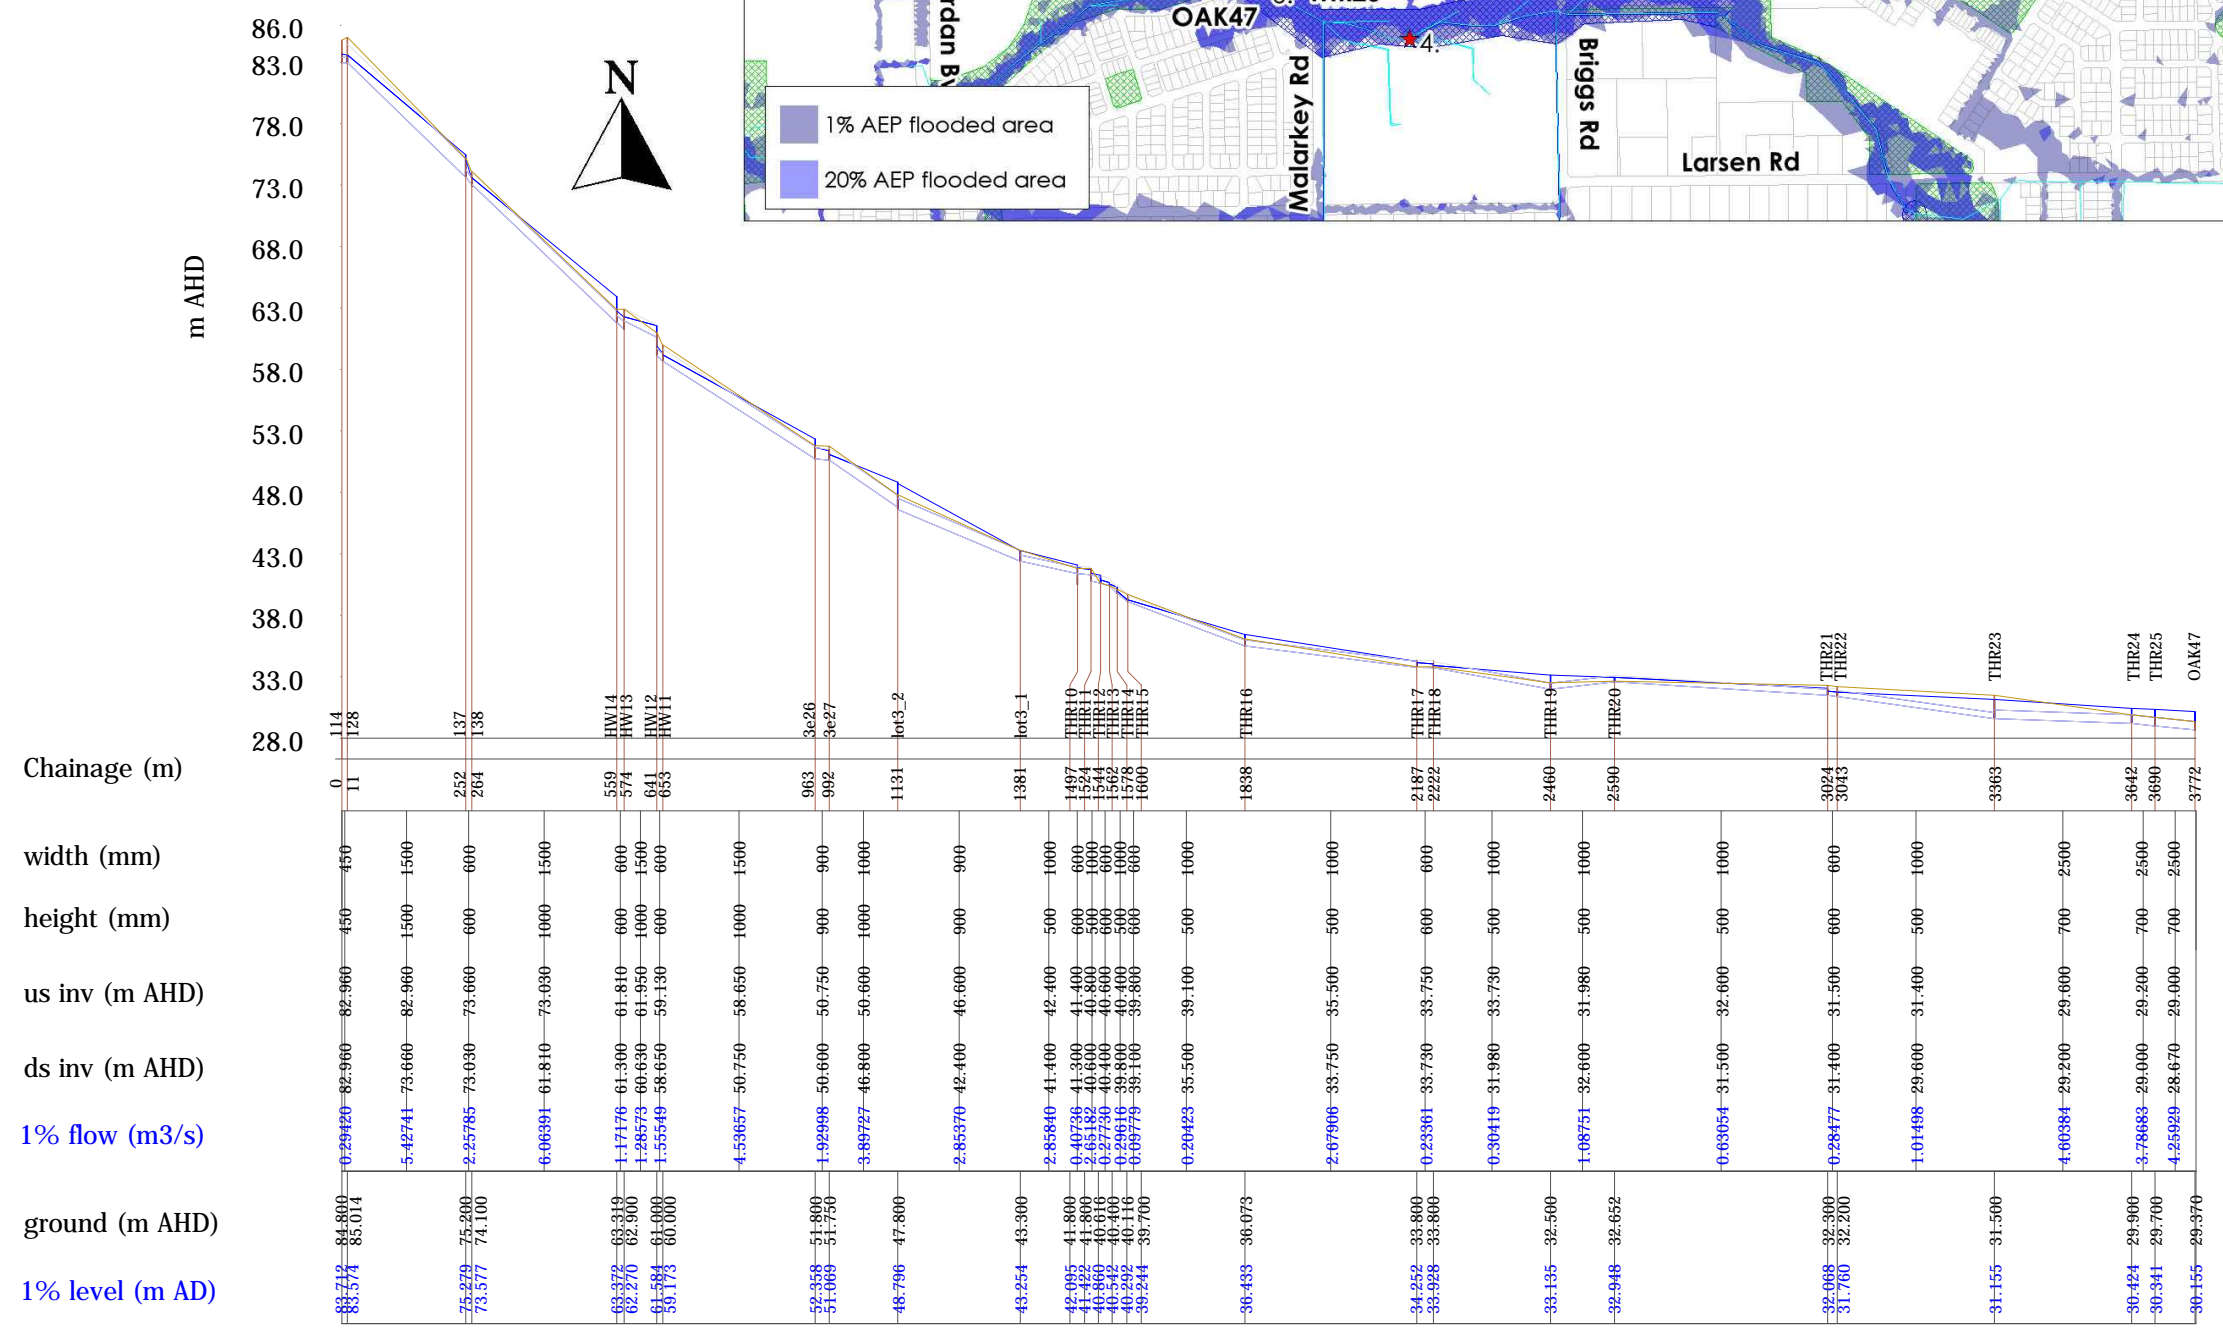 86.0
83.0
78.0
73.0
68.0
63.0
58.0
53.0
48.0
43.0
38.0
33.0
28.0
m AHD
N
OAK47
4.
Malarkey Rd
Briggs Rd
Larsen Rd
1% AEP flooded area
20% AEP flooded area
114 128 137 138 HW14 HW13 HW12 HW11 3e26 3e27 lot3_2 lot3_1 THR10 THR11 THR12 THR13 THR14 THR15 THR16 THR17 THR18 THR19 THR20 THR21 THR22 THR23 THR24 THR25 OAK47
Chainage (m) 0 11 252 264 559 574 641 653 963 992 1131 1381 1497 1524 1544 1562 1578 1600 1838 2187 2222 2460 2590 3024 3043 3363 3642 3690 3772
width (mm) 450 1500 600 1500 600 1500 600 1500 900 1000 900 1000 600 1000 600 1000 600 1000 1000 600 1000 1000 1000 600 1000 2500 2500 2500
height (mm) 450 1500 600 1000 600 1000 600 1000 900 1000 900 500 600 500 600 500 600 500 500 600 500 500 500 600 500 700 700 700
us inv (m AHD) 82.960 82.960 73.660 73.030 61.810 61.950 59.130 58.650 50.750 50.600 46.600 42.400 41.400 40.800 40.600 40.400 39.800 39.100 35.500 33.750 33.730 31.980 32.600 31.500 31.400 29.600 29.200 29.000
ds inv (m AHD) 82.960 73.660 73.030 61.810 61.300 60.630 58.650 50.750 50.600 46.800 42.400 41.400 41.300 40.600 40.400 39.800 39.100 35.500 33.750 33.730 31.980 32.600 31.500 31.400 29.600 29.200 29.000 28.670
1% flow (m3/s) 0.29420 5.42741 2.25785 6.06391 1.17176 1.28573 1.55549 4.53657 1.92998 3.89727 2.85370 2.85840 0.40736 2.65182 0.27730 0.29616 0.09779 0.20423 2.67906 0.23361 0.30419 1.08751 0.63054 0.28477 1.01498 4.60384 3.78683 4.25929
ground (m AHD) 84.800 85.014 75.200 74.100 63.319 62.900 61.000 60.000 51.800 51.750 47.800 43.300 41.800 41.800 40.616 40.400 40.116 39.700 36.073 33.800 33.800 32.500 32.652 32.300 32.200 31.500 29.900 29.700 29.370
1% level (m AD) 83.712 83.574 75.279 73.577 63.372 62.270 61.584 59.173 52.358 51.069 48.796 43.254 42.095 41.422 40.860 40.542 40.292 39.244 36.433 34.252 33.928 33.135 32.948 32.068 31.760 31.155 30.424 30.341 30.155